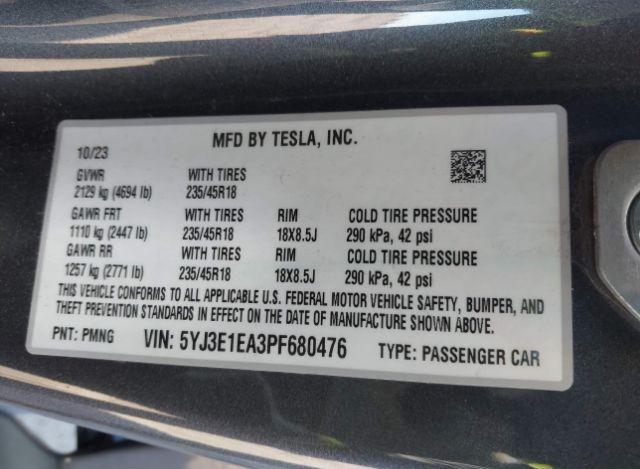 MFD BY TESLA, INC.
10/23
GVWR WITH TIRES
2129 kg (4694 lb) 235/45R18
GAWR FRT WITH TIRES RIM COLD TIRE PRESSURE
1110 kg (2447 lb) 235/45R18 18X8.5J 290 kPa, 42 psi
GAWR RR WITH TIRES RIM COLD TIRE PRESSURE
1257 kg (2771 lb) 235/45R18 18X8.5J 290 kPa, 42 psi
THIS VEHICLE CONFORMS TO ALL APPLICABLE U.S. FEDERAL MOTOR VEHICLE SAFETY, BUMPER, AND
THEFT PREVENTION STANDARDS IN EFFECT ON THE DATE OF MANUFACTURE SHOWN ABOVE.
PNT: PMNG VIN: 5YJ3E1EA3PF680476 TYPE: PASSENGER CAR